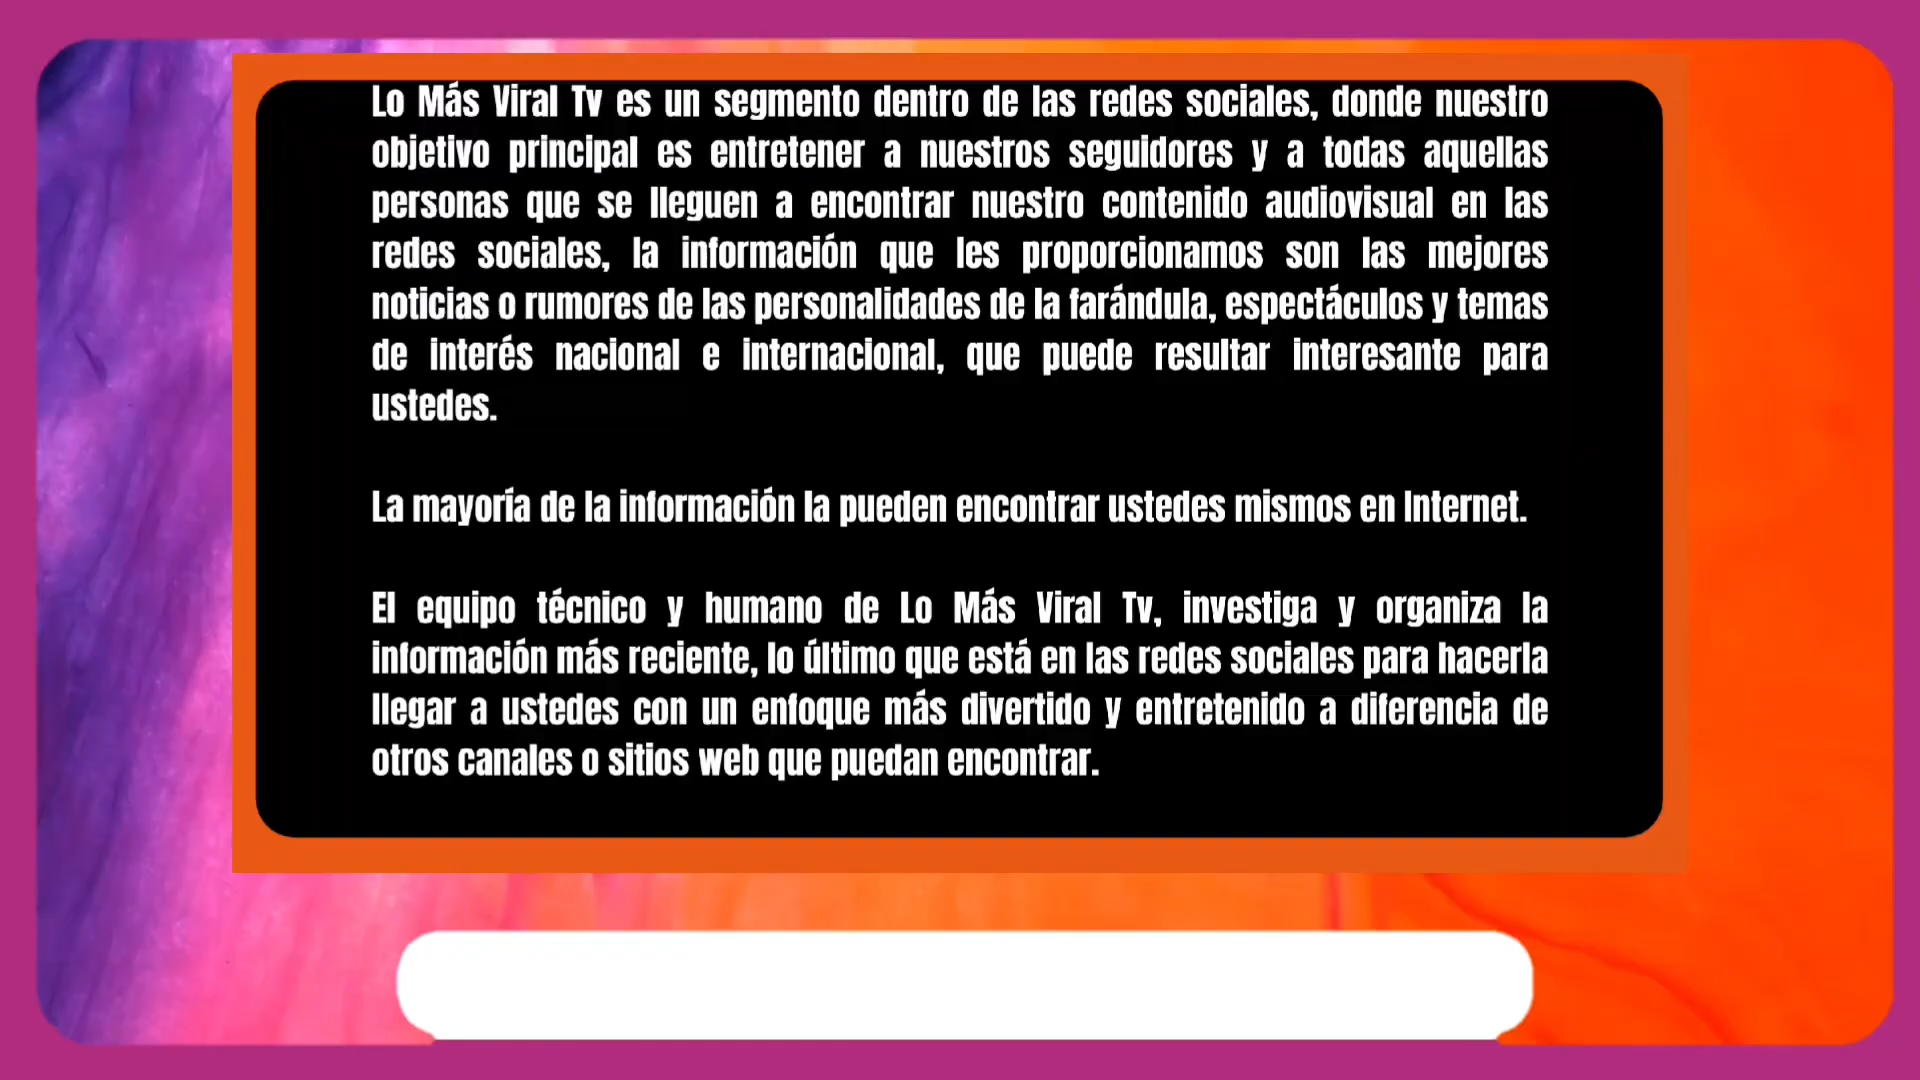 Lo Más Viral Tv es un segmento dentro de las redes sociales, donde nuestro
objetivo principal es entretener a nuestros seguidores y a todas aquellas
personas que se lleguen a encontrar nuestro contenido audiovisual en las
redes sociales, la información que les proporcionamos son las mejores
noticias o rumores de las personalidades de la farándula, espectáculos y temas
de interés nacional e internacional, que puede resultar interesante para
ustedes.
La mayoría de la información la pueden encontrar ustedes mismos en Internet.
El equipo técnico y humano de Lo Más Viral Tv, investiga y organiza la
información más reciente, lo último que está en las redes sociales para hacerla
llegar a ustedes con un enfoque más divertido y entretenido a diferencia de
otros canales o sitios web que puedan encontrar.